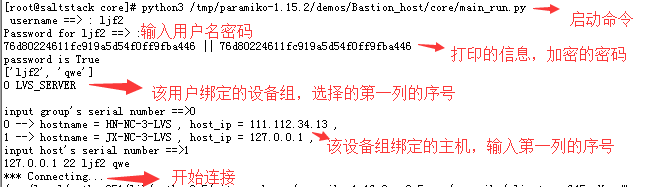 [root@saltstack core]# python3 /tmp/paramiko-1.15.2/demos/Bastion_host/core/main_run.py
启动命令
username ==> : ljf2
Password for ljf2 ==> :输入用户名密码
76d80224611fc919a5d54f0ff9fba446 || 76d80224611fc919a5d54f0ff9fba446
打印的信息，加密的密码
password is True
['ljf2', 'qwe']
0 LVS_SERVER
该用户绑定的设备组，选择的第一列的序号
input group's serial number ==>0
0 --> hostname = HN-NC-3-LVS , host_ip = 111.112.34.13 ,
1 --> hostname = JX-NC-3-LVS , host_ip = 127.0.0.1 ,
该设备组绑定的主机，输入第一列的序号
input host's serial number ==>1
127.0.0.1 22 ljf2 qwe
*** Connecting...
开始连接